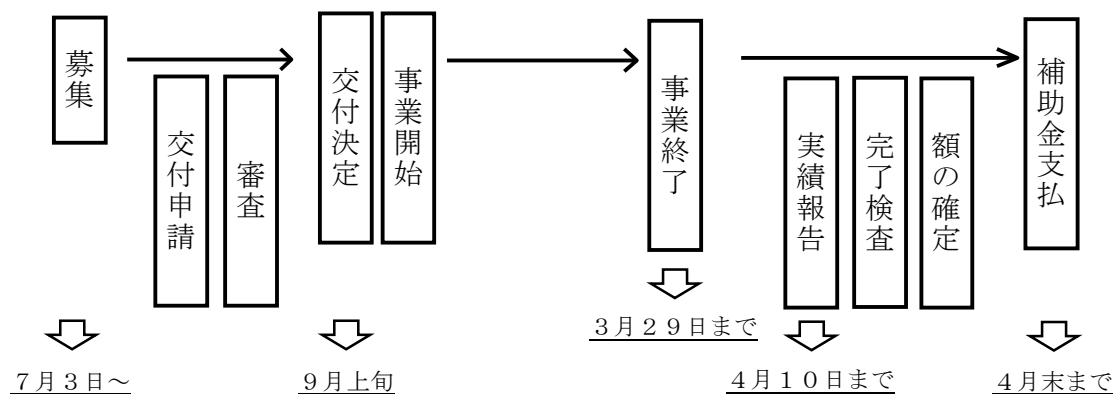 募集
交付申請
審査
交付決定
事業開始
事業終了
実績報告
完了検査
額の確定
補助金支払
７月３日～
９月上旬
３月２９日まで
４月１０日まで
４月末まで